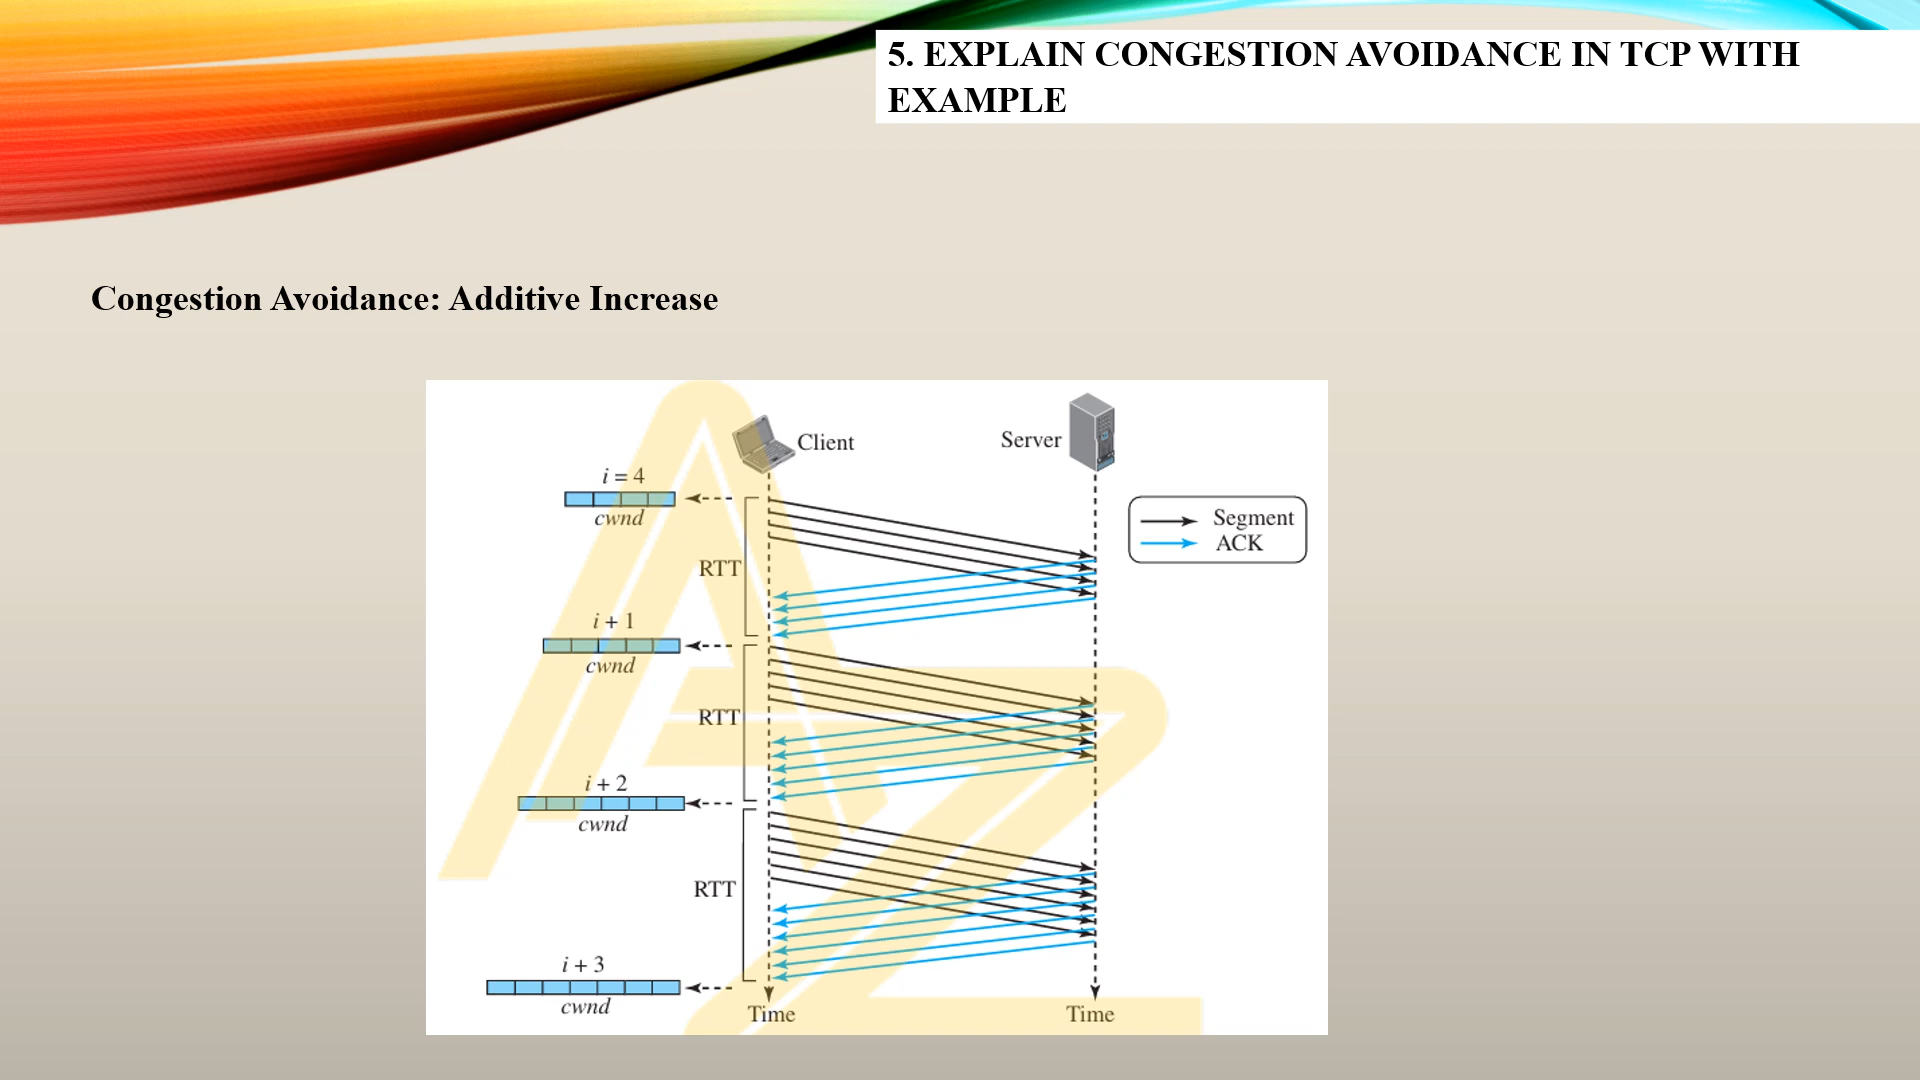 5. EXPLAIN CONGESTION AVOIDANCE IN TCP WITH
EXAMPLE
Congestion Avoidance: Additive Increase
Client
Server
i = 4
cwnd
Segment
ACK
RTT
i + 1
cwnd
RTT
i + 2
cwnd
RTT
i + 3
cwnd
Time
Time